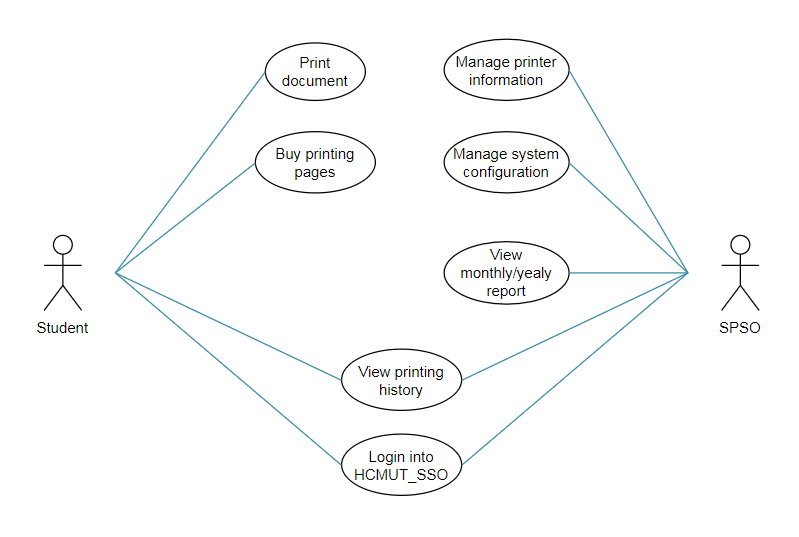 Print
document
Manage printer
information
Buy printing
pages
Manage system
configuration
View
monthly/yealy
report
Student
SPSO
View printing
history
Login into
HCMUT_SSO